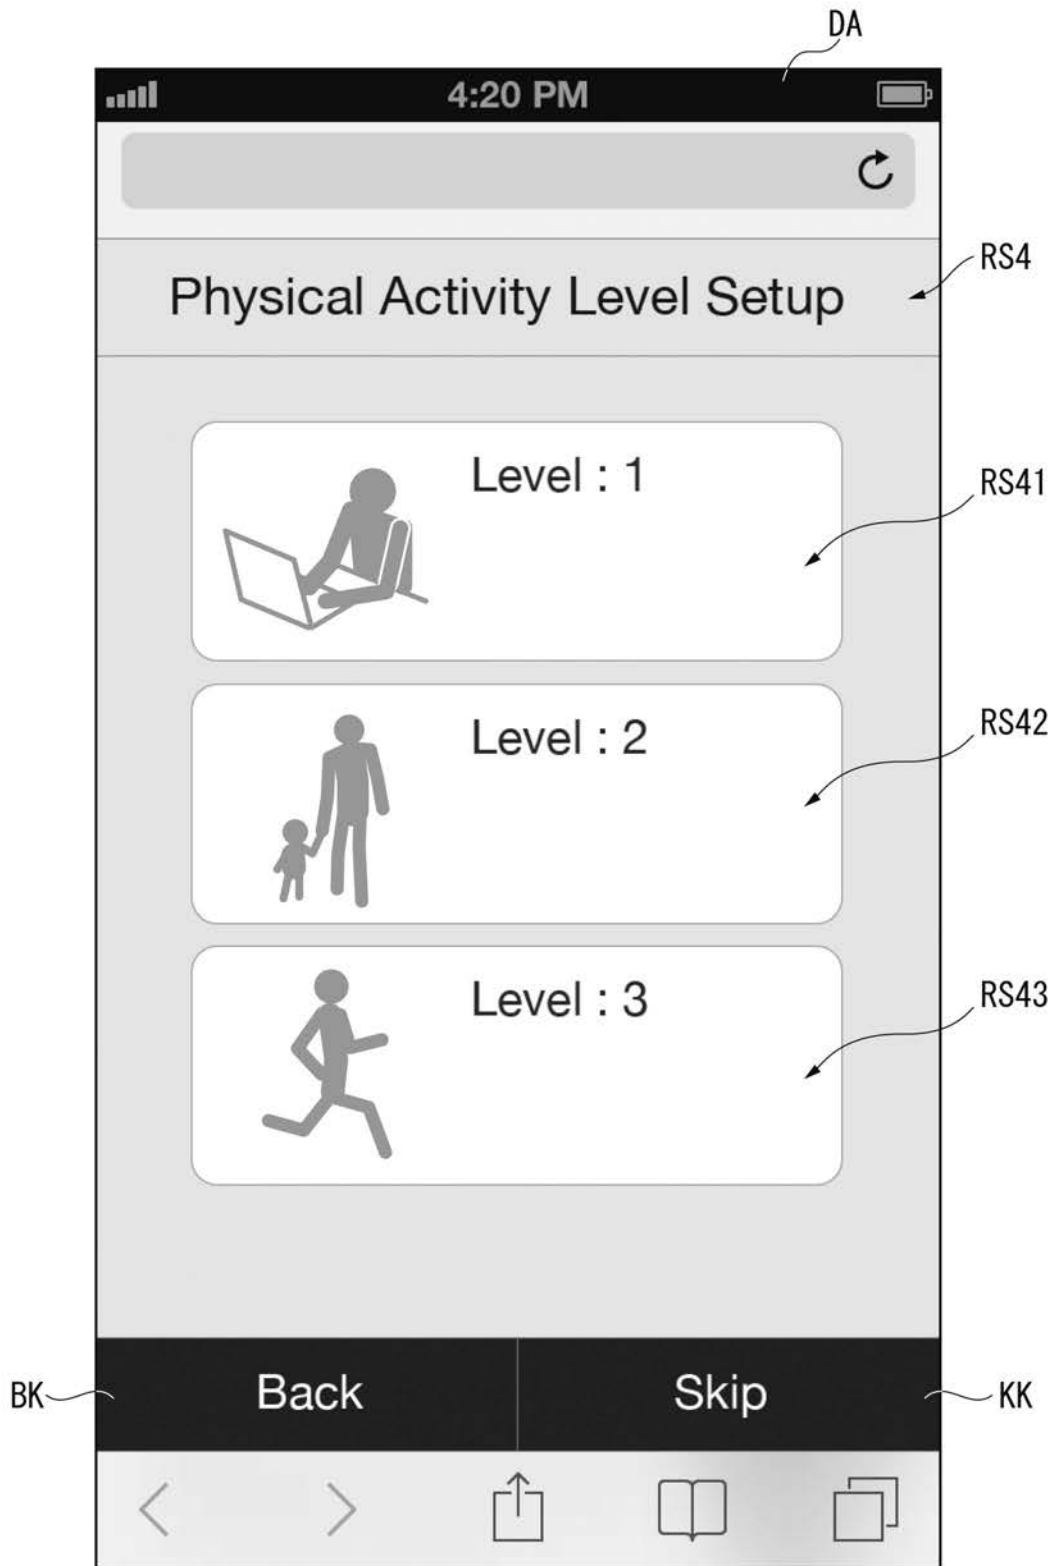 DA
4:20 PM
RS4
Physical Activity Level Setup
Level : 1
RS41
Level : 2
RS42
Level : 3
RS43
BK
Back
Skip
KK